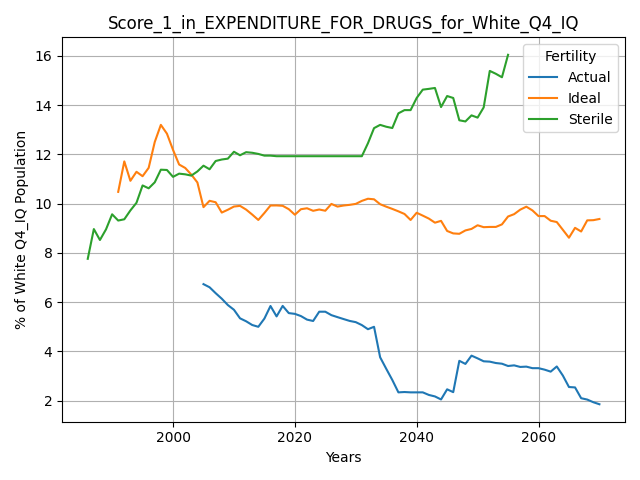 Score_1_in_EXPENDITURE_FOR_DRUGS_for_White_Q4_IQ
% of White Q4_IQ Population
16
14
12
10
8
6
4
2
Fertility
Actual
Ideal
Sterile
2000
2020
2040
2060
Years